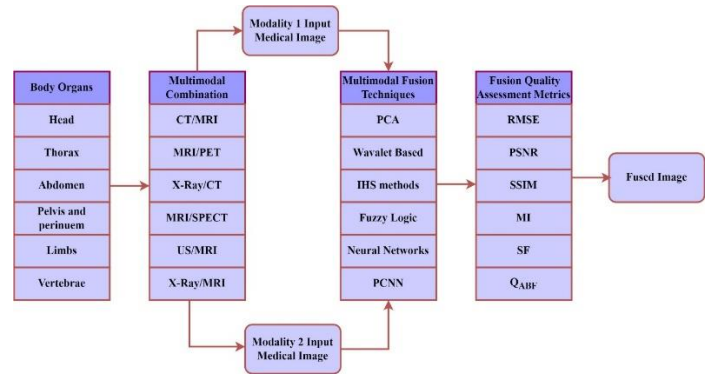 Modality 1 Input
Medical Image
Body Organs
Head
Thorax
Abdomen
Pelvis and
perinuem
Limbs
Vertebrae
Multimodal
Combination
CT/MRI
MRI/PET
X-Ray/CT
MRI/SPECT
US/MRI
X-Ray/MRI
Multimodal Fusion
Techniques
PCA
Wavalet Based
IHS methods
Fuzzy Logic
Neural Networks
PCNN
Fusion Quality
Assessment Metrics
RMSE
PSNR
SSIM
MI
SF
QABF
Fused Image
Modality 2 Input
Medical Image